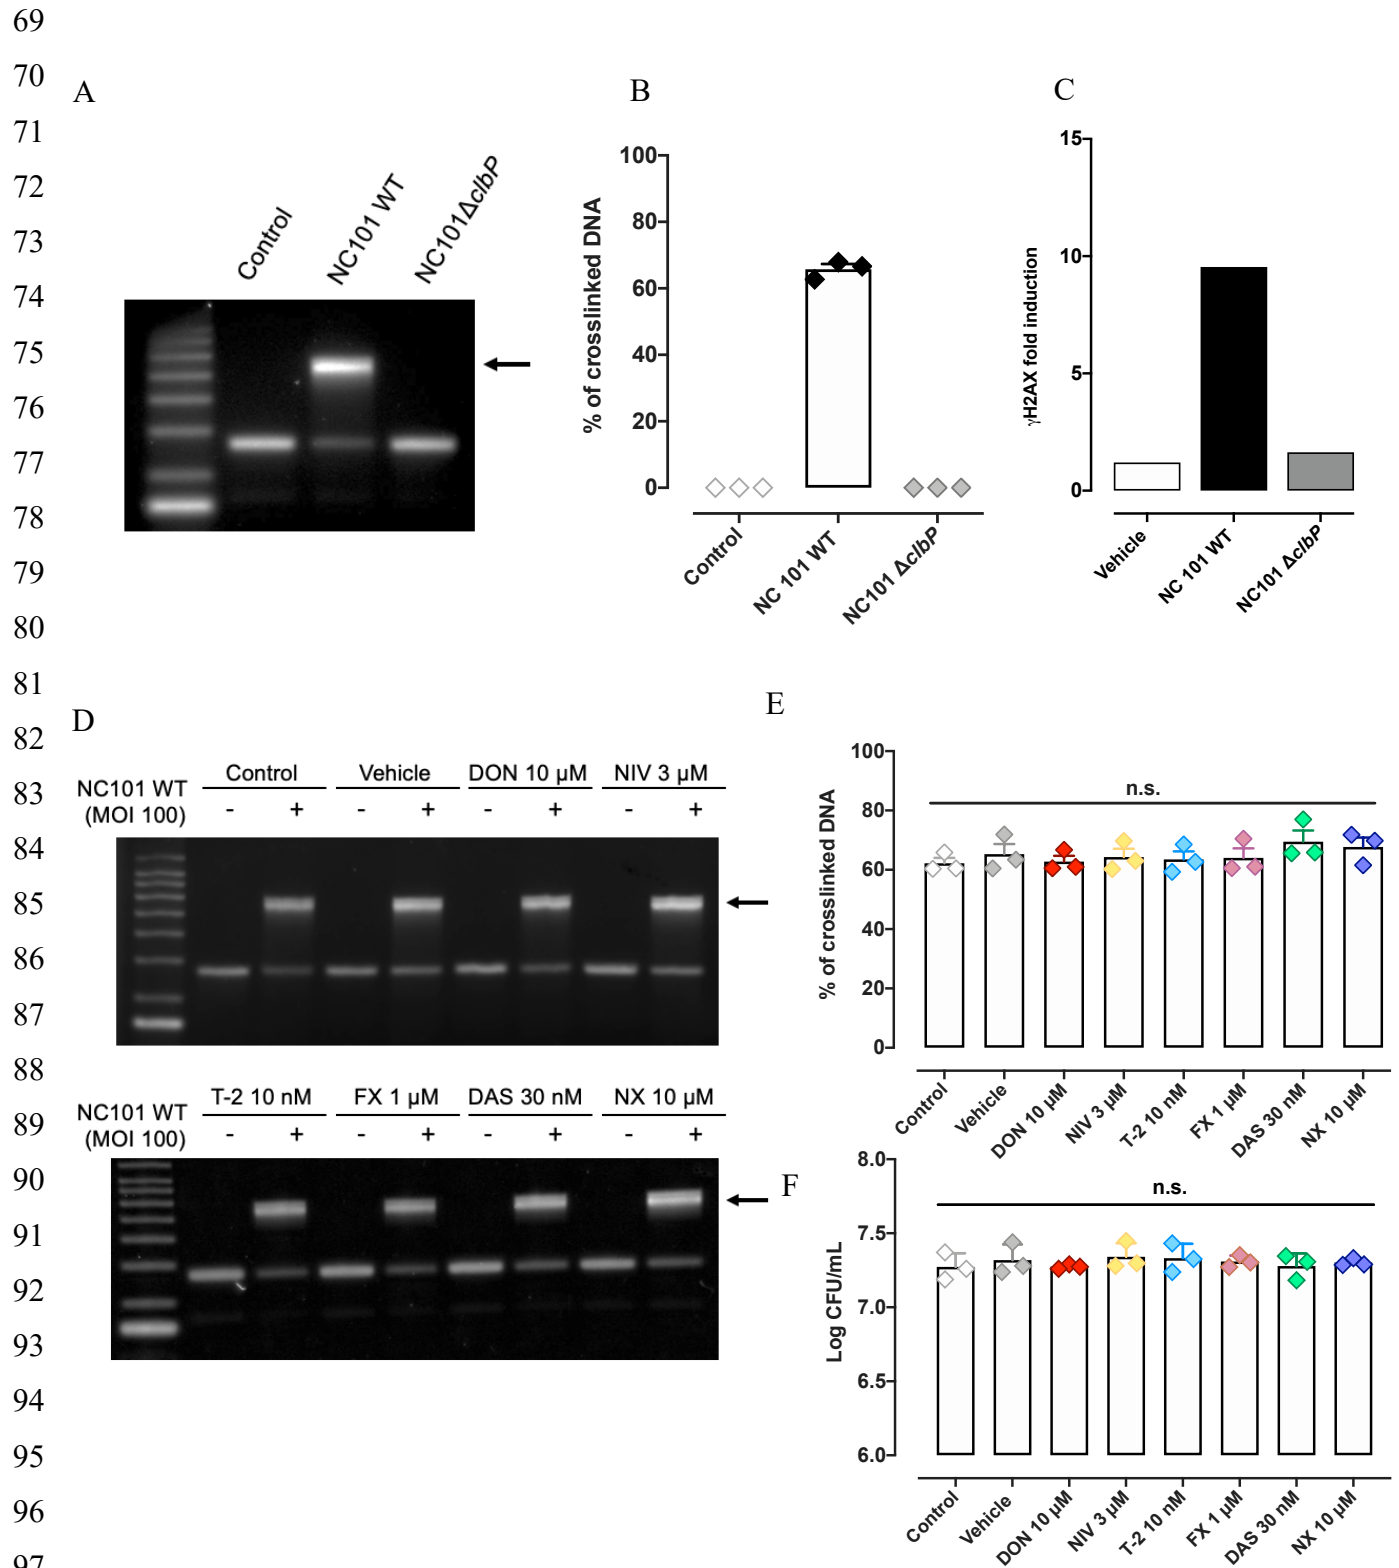 69
70
71
72
73
74
75
76
77
78
79
80
81
82
83
84
85
86
87
88
89
90
91
92
93
94
95
96
97
A
Control
NC101 WT
NC101ΔclbP
B
100
80
60
40
20
0
% of crosslinked DNA
Control
NC 101 WT
NC101 ΔclbP
C
15
10
5
0
γH2AX fold induction
Vehicle
NC 101 WT
NC101 ΔclbP
D
NC101 WT
(MOI 100)
Control Vehicle DON 10 µM NIV 3 µM
- + - + - + - +
NC101 WT
(MOI 100)
T-2 10 nM FX 1 µM DAS 30 nM NX 10 µM
- + - + - + - +
E
100
80
60
40
20
0
% of crosslinked DNA
n.s.
Control
Vehicle
DON 10 µM
NIV 3 µM
T-2 10 nM
FX 1 µM
DAS 30 nM
NX 10 µM
F
8.0
7.5
7.0
6.5
6.0
Log CFU/mL
n.s.
Control
Vehicle
DON 10 µM
NIV 3 µM
T-2 10 nM
FX 1 µM
DAS 30 nM
NX 10 µM